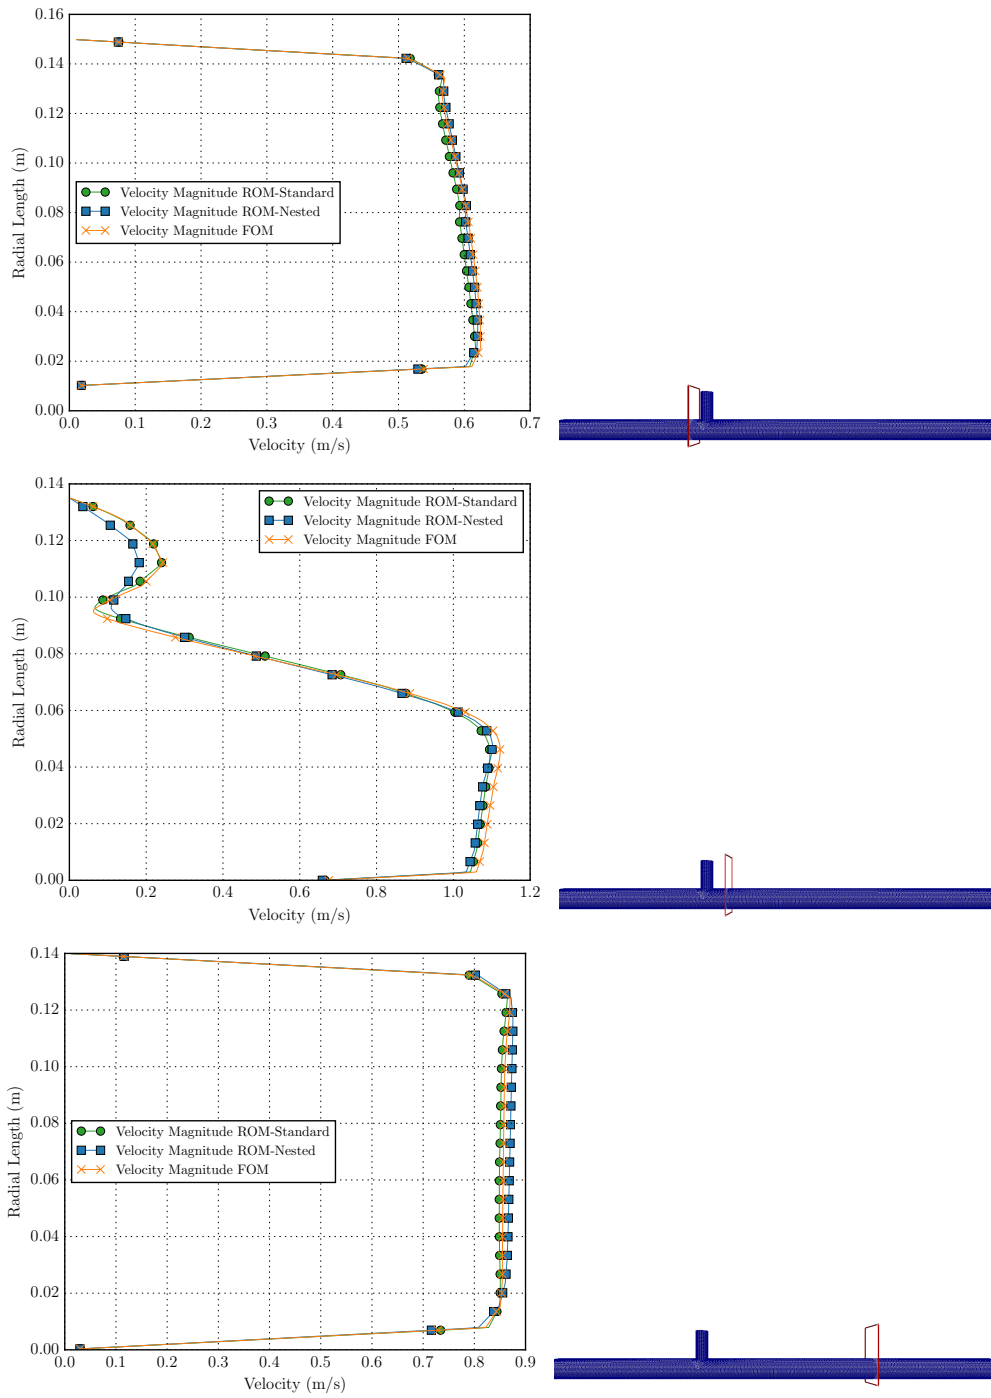 0.16
0.14
0.12
0.10
0.08
0.06
0.04
0.02
0.00
Radial Length (m)
Velocity Magnitude ROM-Standard
Velocity Magnitude ROM-Nested
Velocity Magnitude FOM
0.0 0.1 0.2 0.3 0.4 0.5 0.6 0.7
Velocity (m/s)
0.14
0.12
0.10
0.08
0.06
0.04
0.02
0.00
Radial Length (m)
Velocity Magnitude ROM-Standard
Velocity Magnitude ROM-Nested
Velocity Magnitude FOM
0.0 0.2 0.4 0.6 0.8 1.0 1.2
Velocity (m/s)
0.14
0.12
0.10
0.08
0.06
0.04
0.02
0.00
Radial Length (m)
Velocity Magnitude ROM-Standard
Velocity Magnitude ROM-Nested
Velocity Magnitude FOM
0.0 0.1 0.2 0.3 0.4 0.5 0.6 0.7 0.8 0.9
Velocity (m/s)